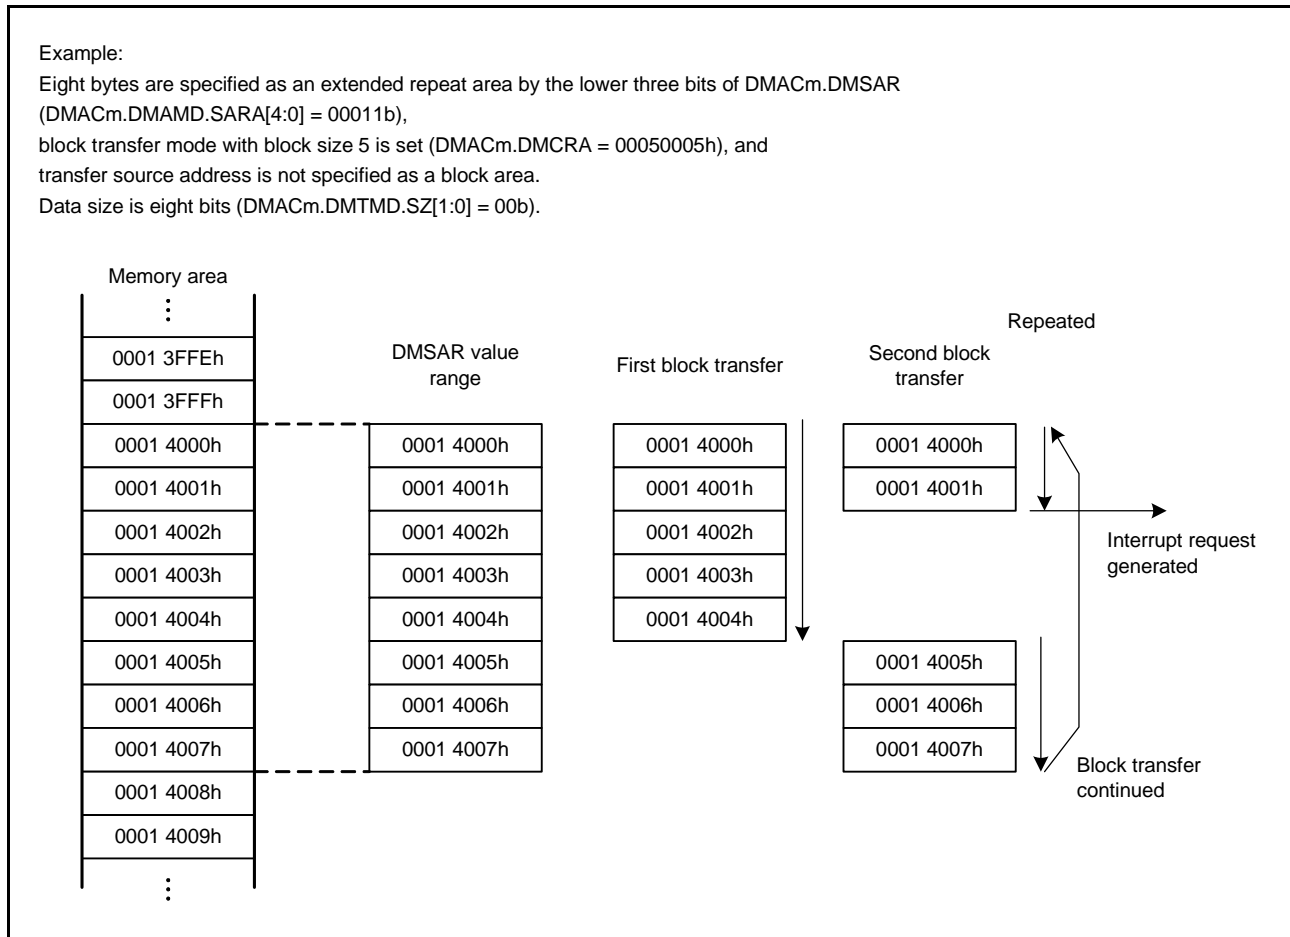 Example:
Eight bytes are specified as an extended repeat area by the lower three bits of DMACm.DMSAR
(DMACm.DMAMD.SARA[4:0] = 00011b),
block transfer mode with block size 5 is set (DMACm.DMCRA = 00050005h), and
transfer source address is not specified as a block area.
Data size is eight bits (DMACm.DMTMD.SZ[1:0] = 00b).
Memory area
0001 3FFEh
0001 3FFFh
0001 4000h
0001 4001h
0001 4002h
0001 4003h
0001 4004h
0001 4005h
0001 4006h
0001 4007h
0001 4008h
0001 4009h
DMSAR value
range
0001 4000h
0001 4001h
0001 4002h
0001 4003h
0001 4004h
0001 4005h
0001 4006h
0001 4007h
First block transfer
0001 4000h
0001 4001h
0001 4002h
0001 4003h
0001 4004h
Second block
transfer
0001 4000h
0001 4001h
0001 4005h
0001 4006h
0001 4007h
Repeated
Interrupt request
generated
Block transfer
continued